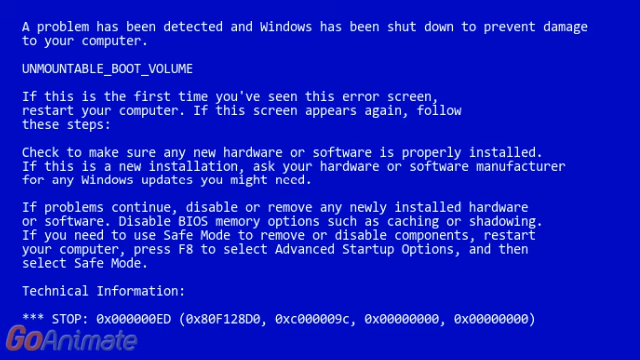 A problem has been detected and Windows has been shut down to prevent damage
to your computer.
UNMOUNTABLE_BOOT_VOLUME
If this is the first time you've seen this error screen,
restart your computer. If this screen appears again, follow
these steps:
Check to make sure any new hardware or software is properly installed.
If this is a new installation, ask your hardware or software manufacturer
for any Windows updates you might need.
If problems continue, disable or remove any newly installed hardware
or software. Disable BIOS memory options such as caching or shadowing.
If you need to use Safe Mode to remove or disable components, restart
your computer, press F8 to select Advanced Startup Options, and then
select Safe Mode.
Technical Information:
*** STOP: 0x000000ED (0x80F128D0, 0xc000009c, 0x00000000, 0x00000000)
GoAnimate